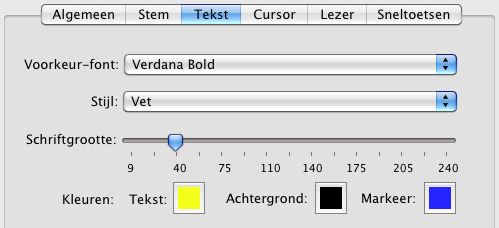 Algemeen Stem Tekst Cursor Lezer Sneltoetsen
Voorkeur-font: Verdana Bold
Stijl: Vet
Schriftgrootte:
9 40 75 110 140 175 205 240
Kleuren: Tekst: Achtergrond: Markeer: